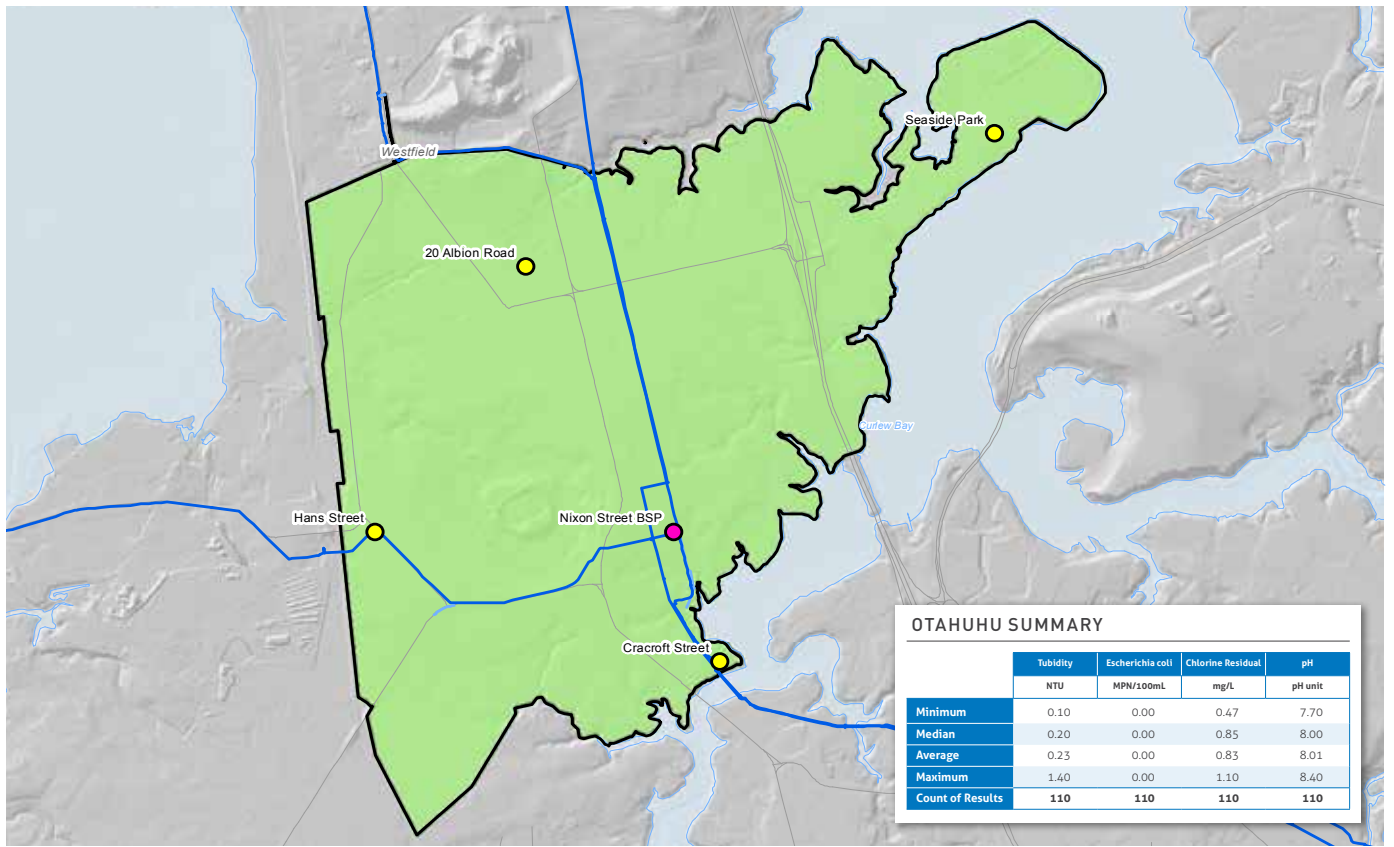 Seaside Park
Westfield
20 Albion Road
Curlew Bay
Hans Street
Nixon Street BSP
Cracroft Street
OTAHUHU SUMMARY
Tubidity Escherichia coli Chlorine Residual pH
NTU MPN/100mL mg/L pH unit
Minimum 0.10 0.00 0.47 7.70
Median 0.20 0.00 0.85 8.00
Average 0.23 0.00 0.83 8.01
Maximum 1.40 0.00 1.10 8.40
Count of Results 110 110 110 110